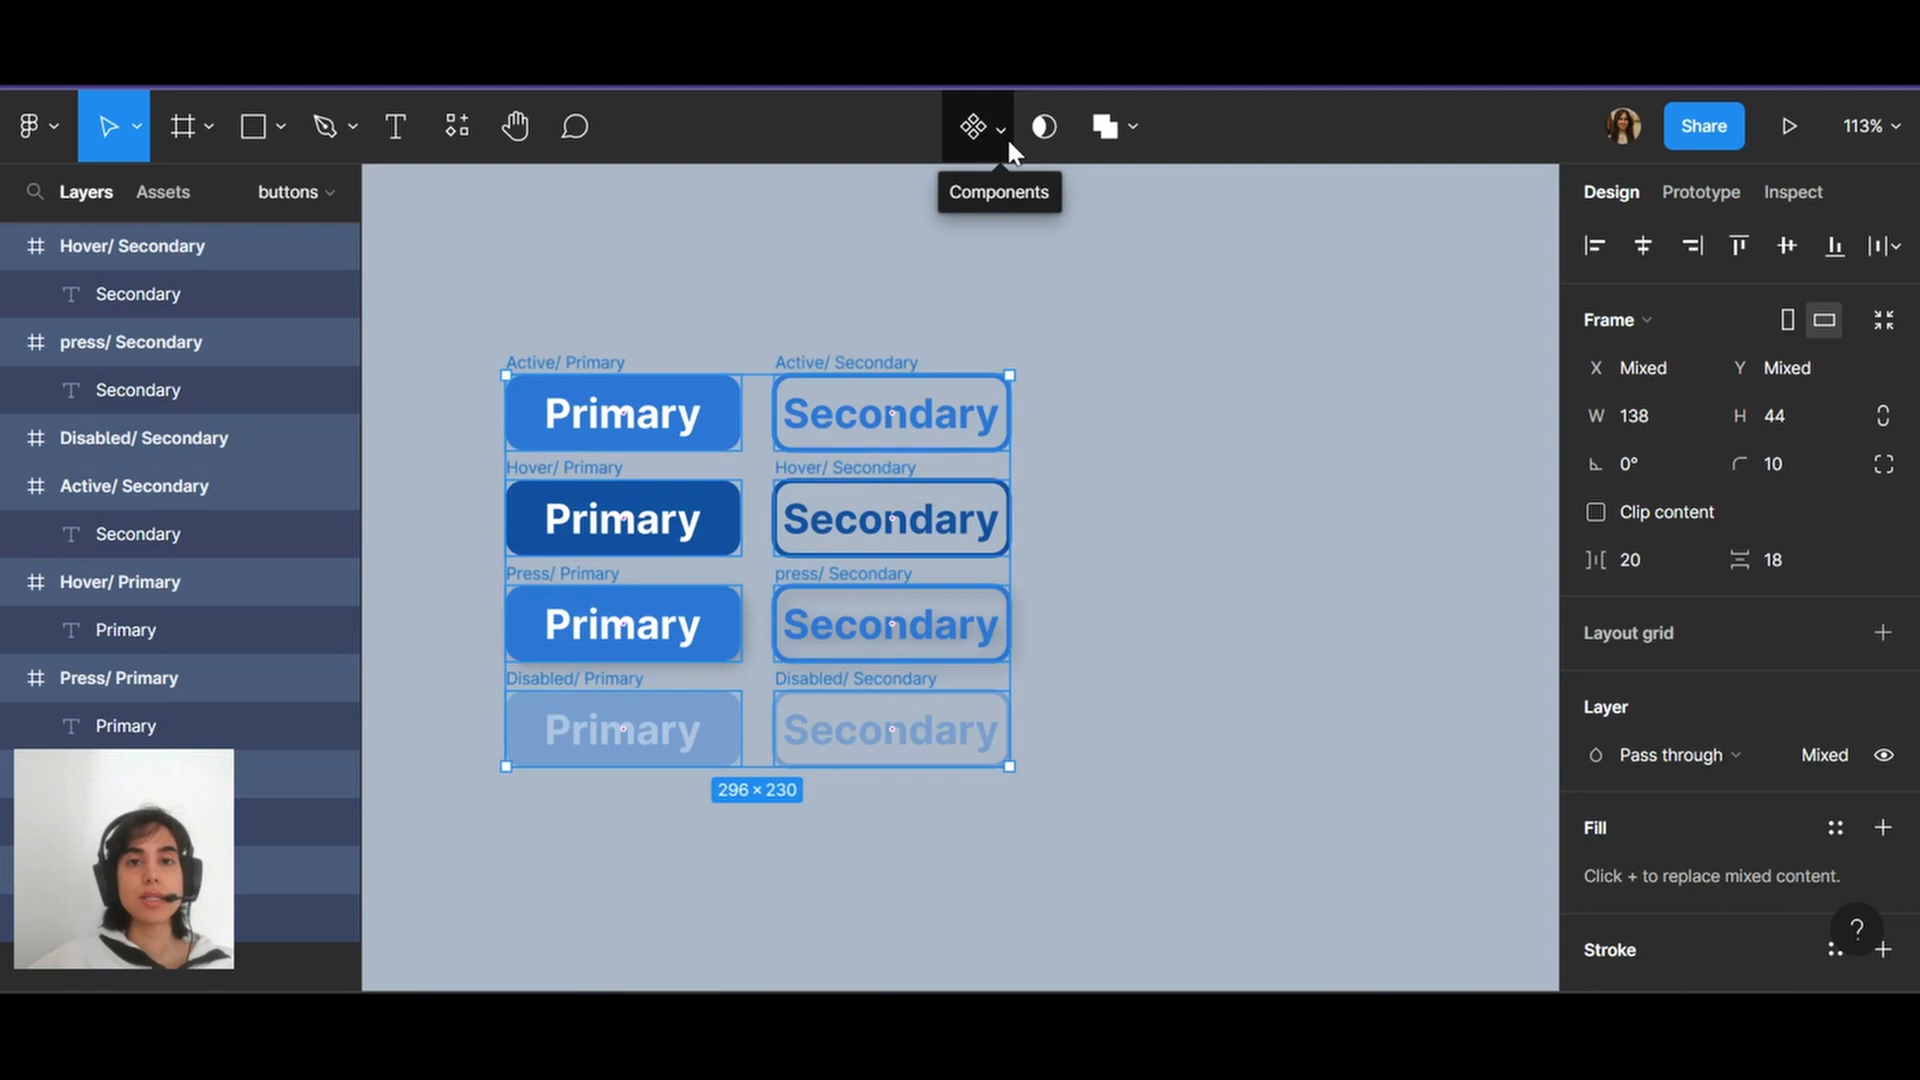 Share
113%
Components
Layers
Assets
buttons
Hover/ Secondary
Secondary
press/ Secondary
Secondary
Disabled/ Secondary
Active/ Secondary
Secondary
Hover/ Primary
Primary
Press/ Primary
Primary
Active/ Primary
Active/ Secondary
Primary
Secondary
Hover/ Primary
Hover/ Secondary
Primary
Secondary
Press/ Primary
press/ Secondary
Primary
Secondary
Disabled/ Primary
Disabled/ Secondary
Primary
Secondary
296 × 230
Design
Prototype
Inspect
Frame
X Mixed
Y Mixed
W 138
H 44
0°
10
Clip content
20
18
Layout grid
Layer
Pass through
Mixed
Fill
Click + to replace mixed content.
?
Stroke